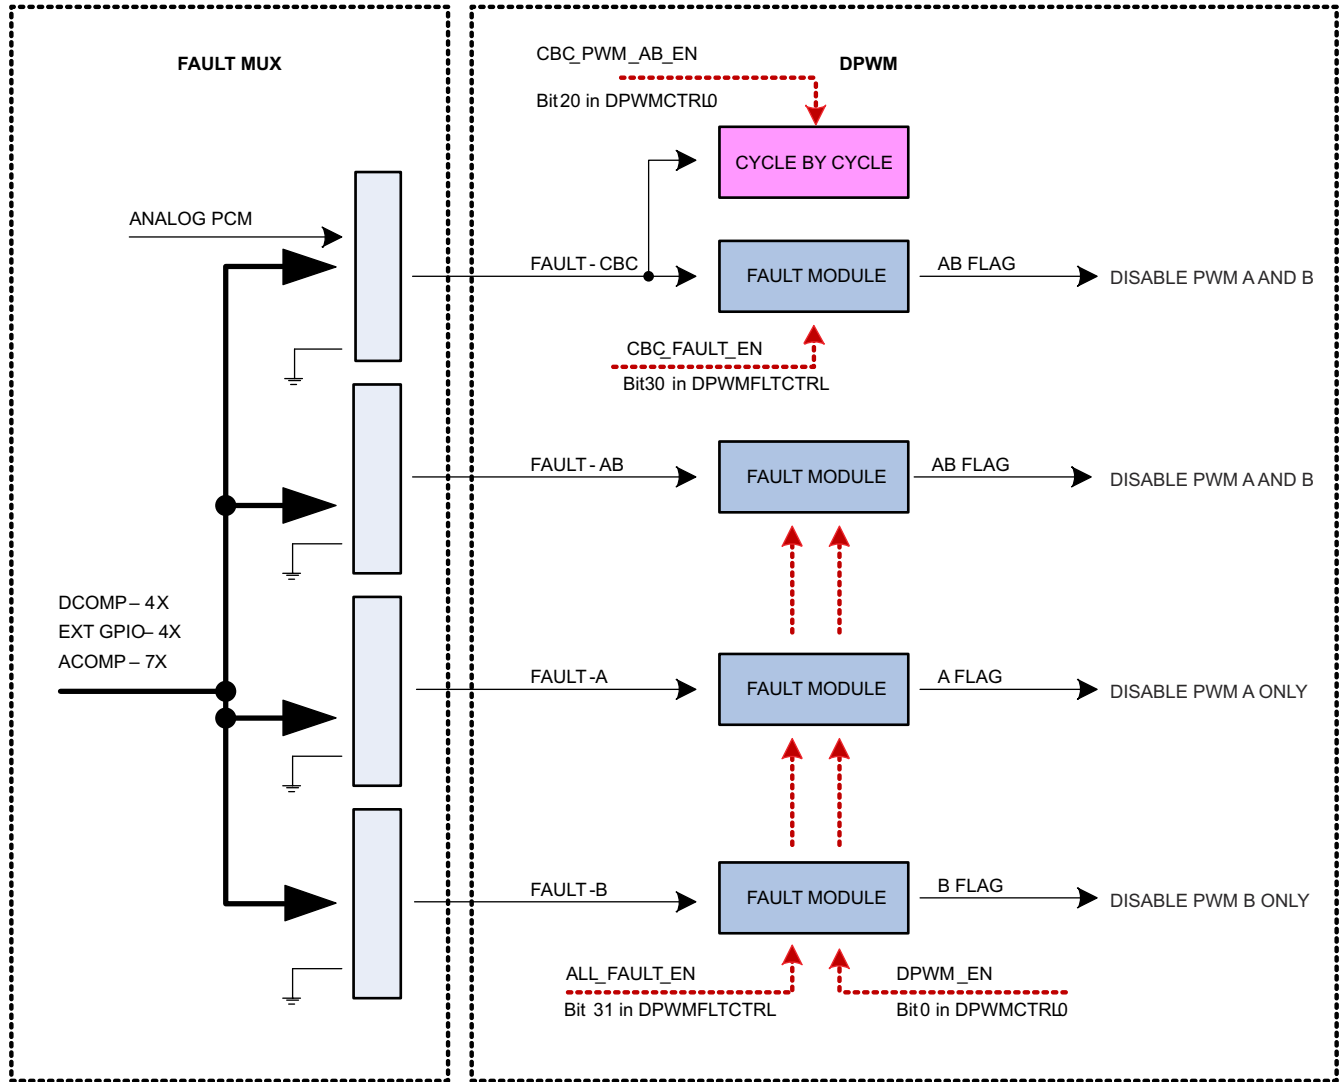 FAULT MUX
DPWM
CBC_PWM_AB_EN
Bit20 in DPWMCTRL0
CYCLE BY CYCLE
ANALOG PCM
FAULT - CBC
FAULT MODULE
AB FLAG
DISABLE PWM A AND B
CBC_FAULT_EN
Bit30 in DPWMFLTCTRL
FAULT - AB
FAULT MODULE
AB FLAG
DISABLE PWM A AND B
DCOMP – 4X
EXT GPIO – 4X
ACOMP – 7X
FAULT -A
FAULT MODULE
A FLAG
DISABLE PWM A ONLY
FAULT -B
FAULT MODULE
B FLAG
DISABLE PWM B ONLY
ALL_FAULT_EN
Bit 31 in DPWMFLTCTRL
DPWM_EN
Bit0 in DPWMCTRL0